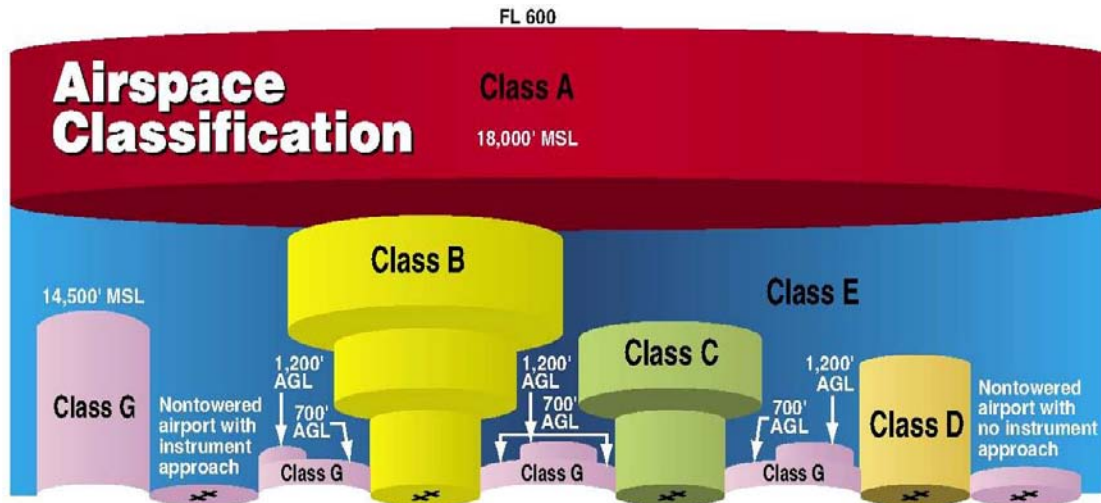 FL 600
Airspace
Classification
Class A
18,000' MSL
Class B
Class E
14,500' MSL
Class C
1,200'
AGL
1,200'
AGL
1,200'
AGL
Class G
Nontowered
airport with
instrument
approach
700'
AGL
700'
AGL
700'
AGL
Class D
Nontowered
airport with
no instrument
approach
Class G
Class G
Class G